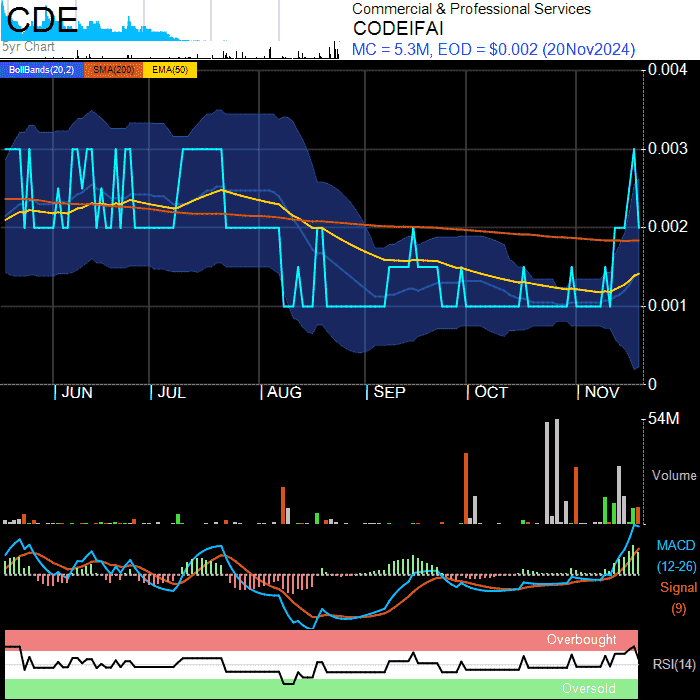 CDE
5yr Chart
Commercial & Professional Services
CODEIFAI
MC = 5.3M, EOD = $0.002 (20Nov2024)
BollBands(20,2) SMA(200) EMA(50)
0.004
0.003
0.002
0.001
0
JUN JUL AUG SEP OCT NOV
54M
Volume
MACD
(12-26)
Signal
(9)
Overbought
RSI(14)
Oversold